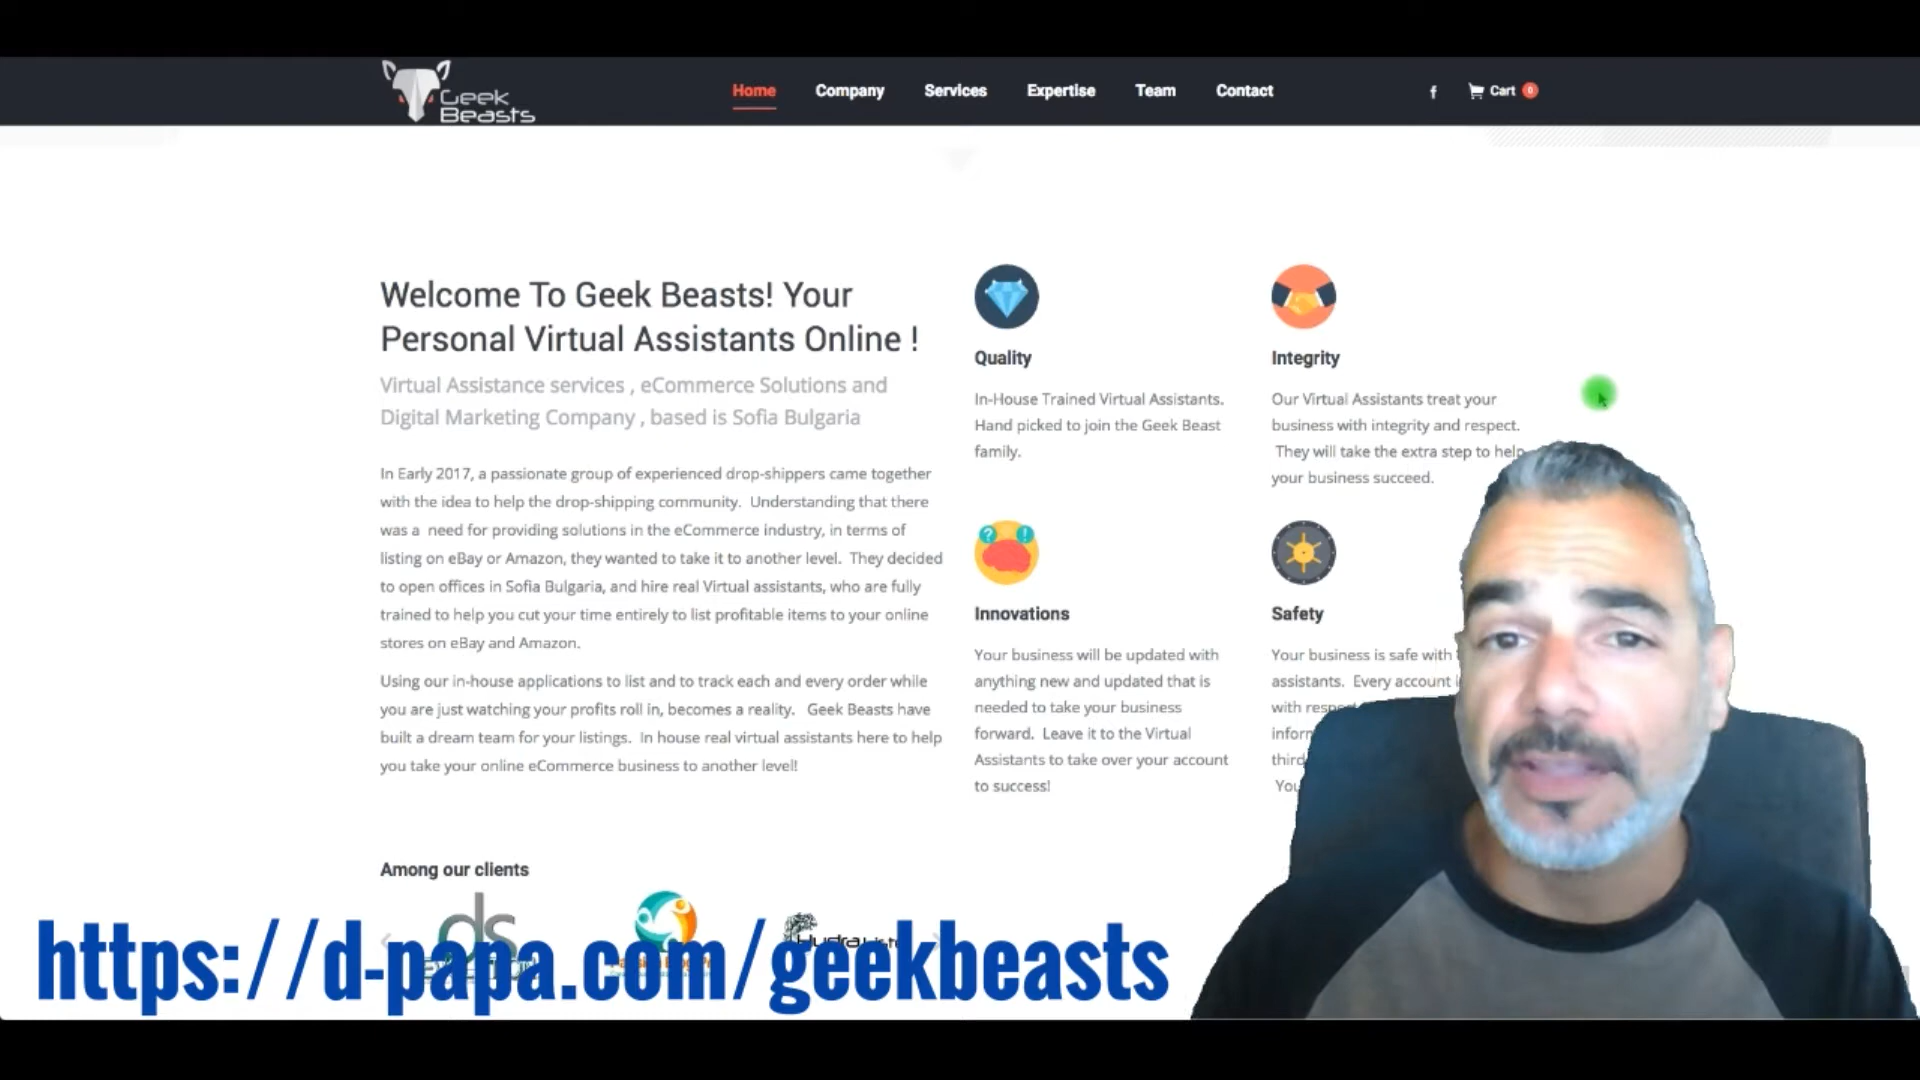 Geek
Beasts
Home
Company
Services
Expertise
Team
Contact
Cart 0
Welcome To Geek Beasts! Your
Personal Virtual Assistants Online !
Virtual Assistance services , eCommerce Solutions and
Digital Marketing Company , based is Sofia Bulgaria
In Early 2017, a passionate group of experienced drop-shippers came together
with the idea to help the drop-shipping community. Understanding that there
was a need for providing solutions in the eCommerce industry, in terms of
listing on eBay or Amazon, they wanted to take it to another level. They decided
to open offices in Sofia Bulgaria, and hire real Virtual assistants, who are fully
trained to help you cut your time entirely to list profitable items to your online
stores on eBay and Amazon.
Using our in-house applications to list and to track each and every order while
you are just watching your profits roll in, becomes a reality. Geek Beasts have
built a dream team for your listings. In house real virtual assistants here to help
you take your online eCommerce business to another level!
Quality
In-House Trained Virtual Assistants.
Hand picked to join the Geek Beast
family.
Integrity
Our Virtual Assistants treat your
business with integrity and respect.
They will take the extra step to help
your business succeed.
Innovations
Your business will be updated with
anything new and updated that is
needed to take your business
forward. Leave it to the Virtual
Assistants to take over your account
to success!
Safety
Your business is safe with
assistants. Every account
with
third
Among our clients
ds
https://d-papa.com/geekbeasts